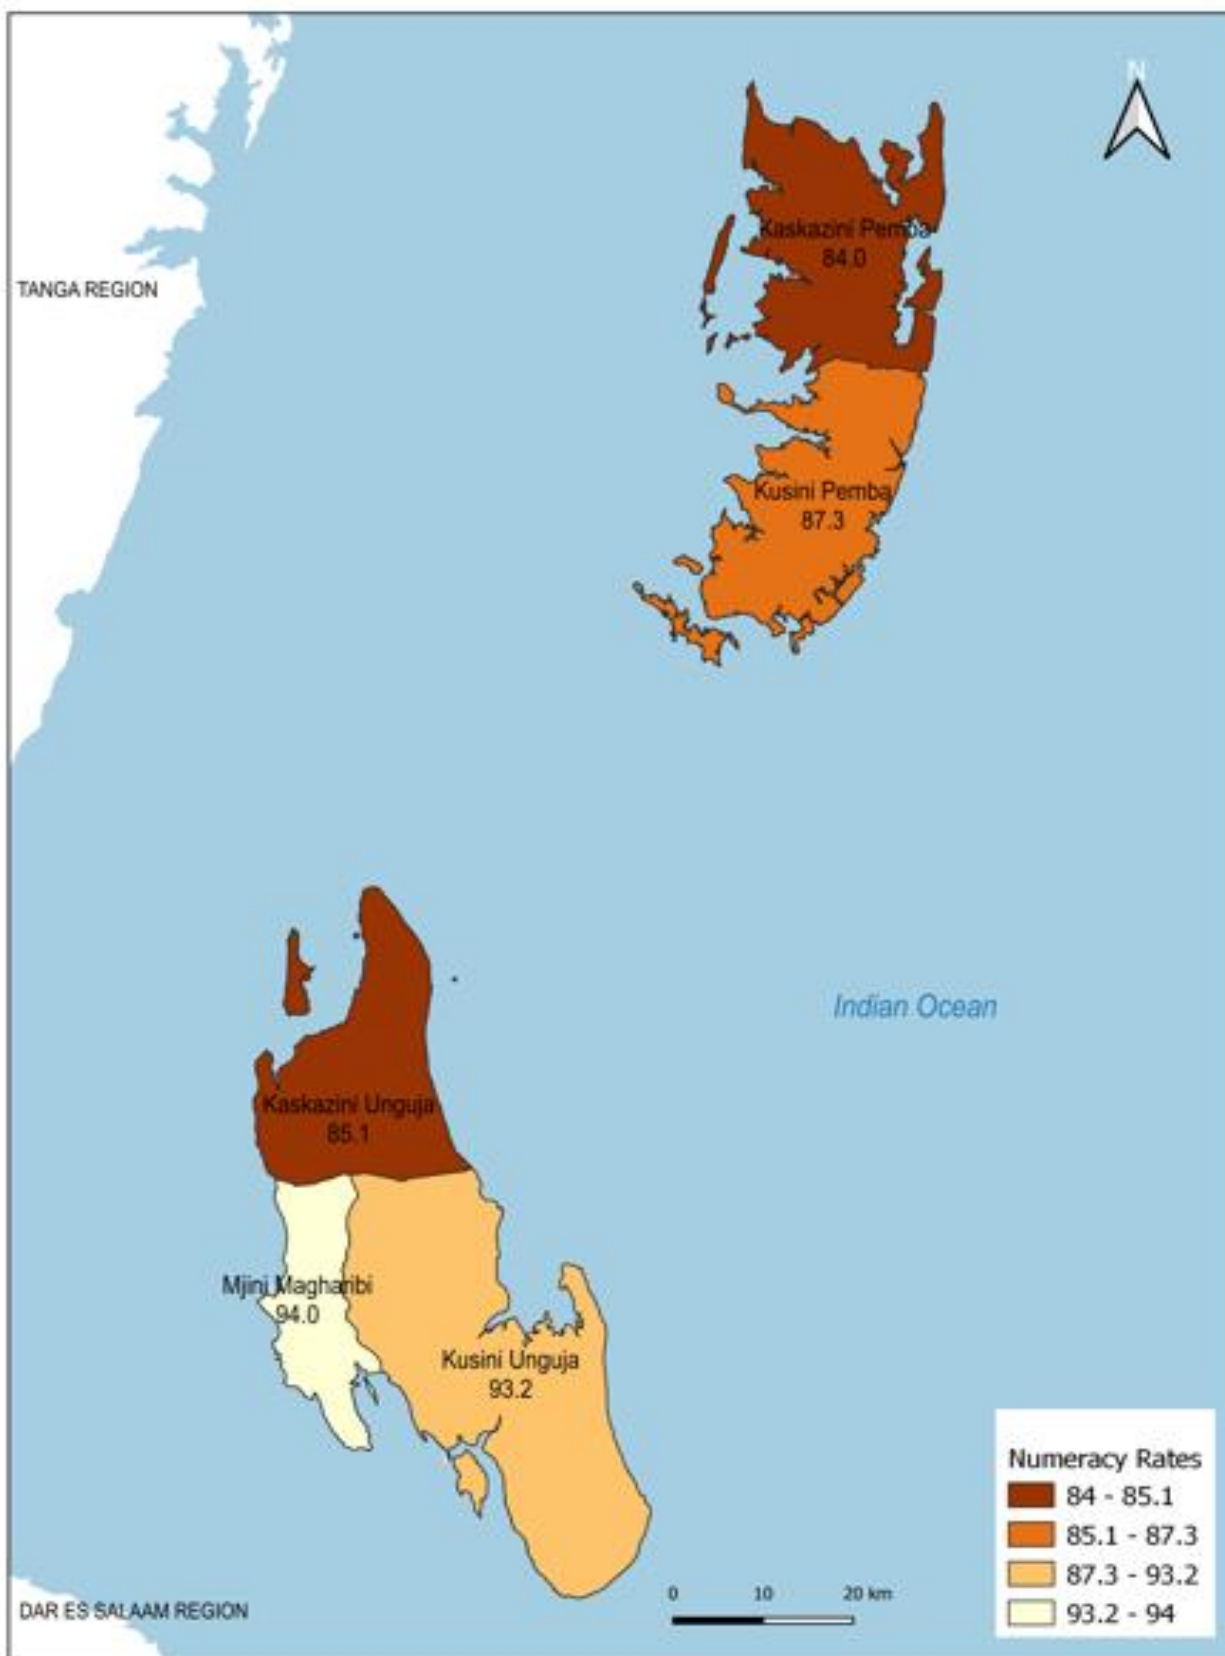 N
Kaskazini Pemba
84.0
TANGA REGION
Kusini Pemba
87.3
Indian Ocean
Kaskazini Unguja
85.1
Mjini Magharibi
94.0
Kusini Unguja
93.2
Numeracy Rates
84 - 85.1
85.1 - 87.3
87.3 - 93.2
93.2 - 94
0 10 20 km
DAR ES SALAAM REGION